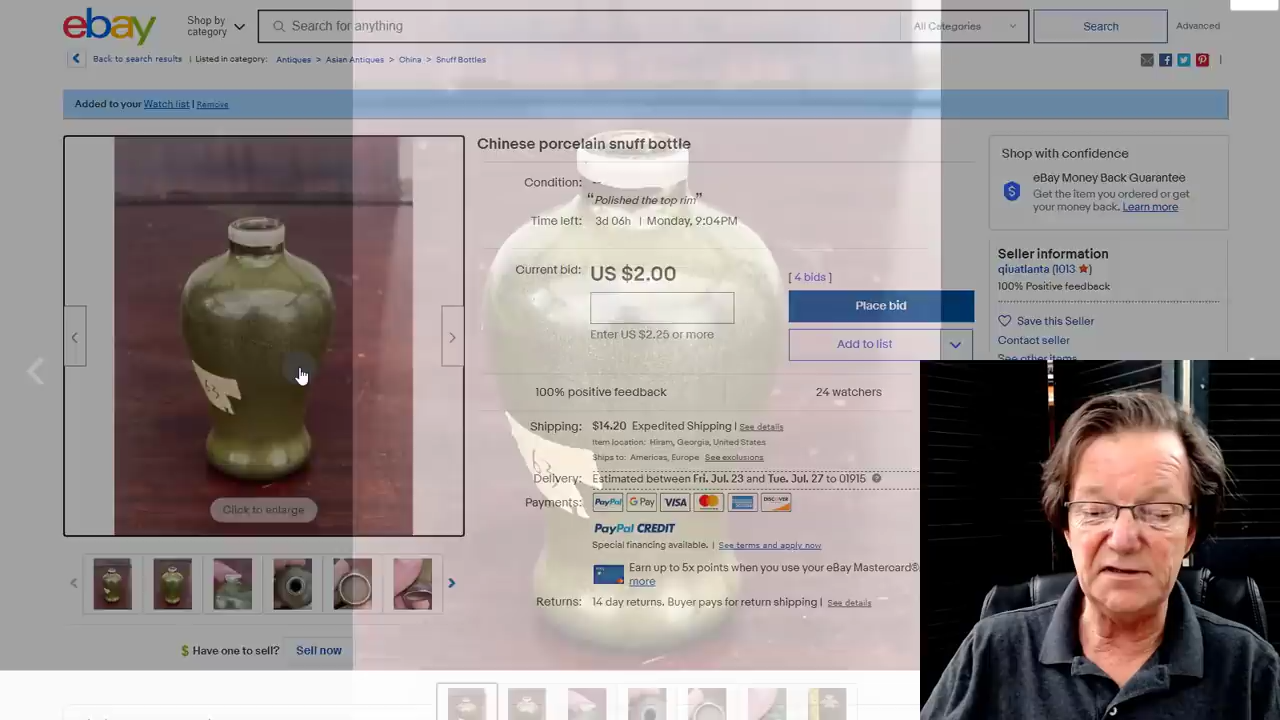 ebay
Shop by
category
Search for anything
All Categories
Search
Advanced
Back to search results | Listed in category: Antiques > Asian Antiques > China > Snuff Bottles
Added to your Watch list | Remove
Chinese porcelain snuff bottle
Shop with confidence
eBay Money Back Guarantee
Get the item you ordered or get
your money back. Learn more
Condition: --
"Polished the top rim"
Time left: 3d 06h | Monday, 9:04PM
Current bid: US $2.00
[ 4 bids ]
Place bid
Enter US $2.25 or more
Add to list
Seller information
qiuatlanta (1013 )
100% Positive feedback
Save this Seller
Contact seller
See other items
100% positive feedback
24 watchers
Shipping: $14.20 Expedited Shipping | See details
Item location: Hiram, Georgia, United States
Ships to: Americas, Europe See exclusions
Delivery: Estimated between Fri. Jul. 23 and Tue. Jul. 27 to 01915
Payments: PayPal G Pay VISA MasterCard DISCOVER
PayPal CREDIT
Special financing available. | See terms and apply now
Earn up to 5x points when you use your eBay Mastercard®
more
Returns: 14 day returns. Buyer pays for return shipping | See details
63
Click to enlarge
$ Have one to sell? Sell now